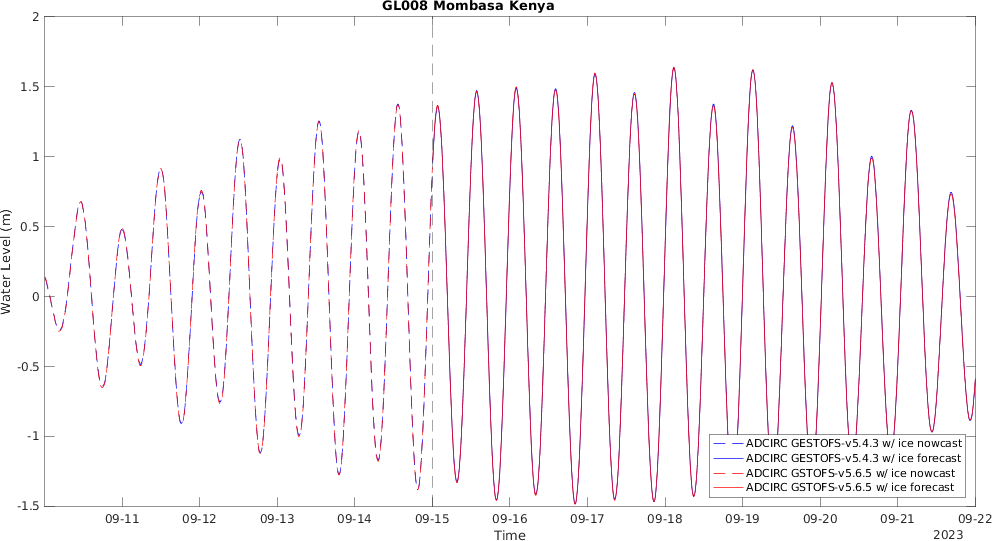 GL008 Mombasa Kenya
2
1.5
1
0.5
0
-0.5
-1
-1.5
Water Level (m)
ADCIRC GESTOFS-v5.4.3 w/ ice nowcast
ADCIRC GESTOFS-v5.4.3 w/ ice forecast
ADCIRC GSTOFS-v5.6.5 w/ ice nowcast
ADCIRC GSTOFS-v5.6.5 w/ ice forecast
09-11 09-12 09-13 09-14 09-15 09-16 09-17 09-18 09-19 09-20 09-21 09-22
Time
2023